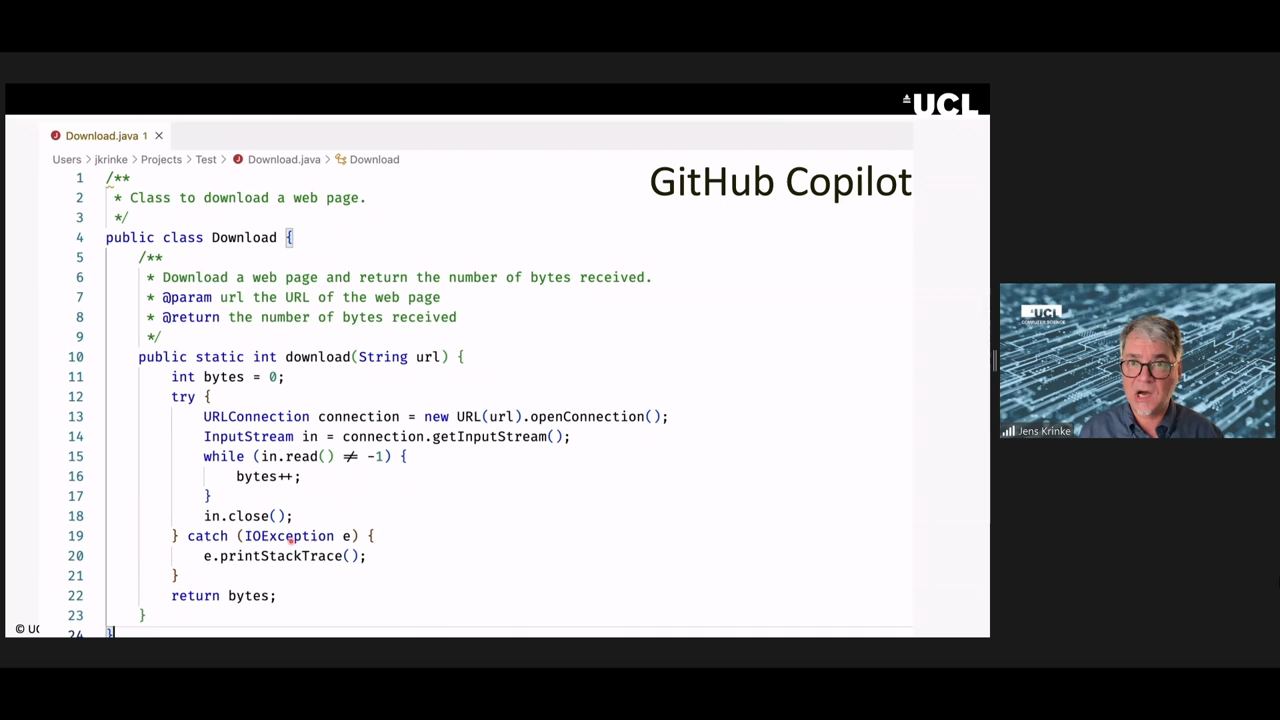 UCL
Download.java 1
Users > jkrinke > Projects > Test > Download.java > Download
GitHub Copilot
1 /**
2 * Class to download a web page.
3 */
4 public class Download {
5 /**
6 * Download a web page and return the number of bytes received.
7 * @param url the URL of the web page
8 * @return the number of bytes received
9 */
10 public static int download(String url) {
11 int bytes = 0;
12 try {
13 URLConnection connection = new URL(url).openConnection();
14 InputStream in = connection.getInputStream();
15 while (in.read() ≠ -1) {
16 bytes++;
17 }
18 in.close();
19 } catch (IOException e) {
20 e.printStackTrace();
21 }
22 return bytes;
23 }
24 }
© UC
UCL
COMPUTER SCIENCE
Jens Krinke